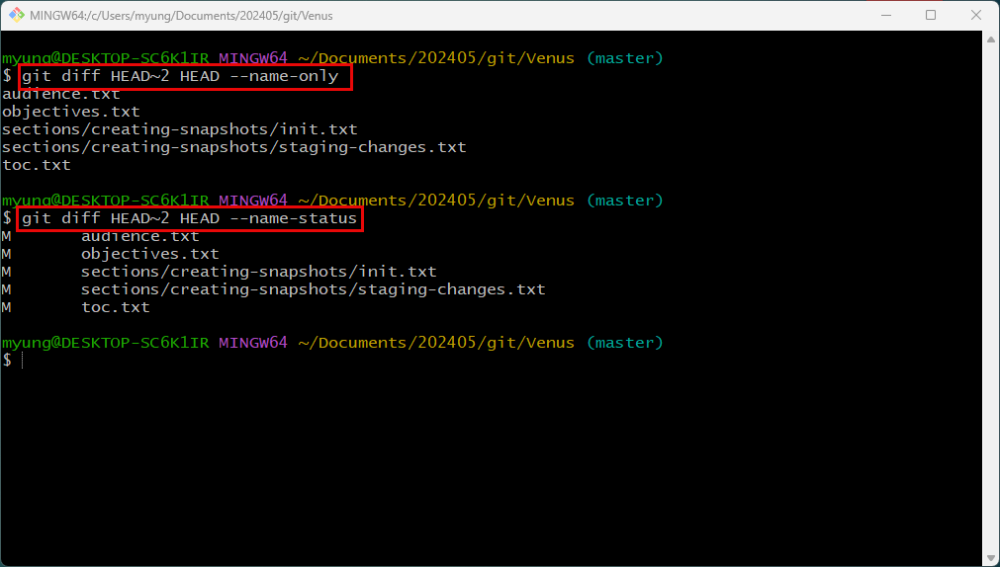 MINGW64:/c/Users/myung/Documents/202405/git/Venus
myung@DESKTOP-SC6K1IR MINGW64 ~/Documents/202405/git/Venus (master)
$ git diff HEAD~2 HEAD --name-only
audience.txt
objectives.txt
sections/creating-snapshots/init.txt
sections/creating-snapshots/staging-changes.txt
toc.txt
myung@DESKTOP-SC6K1IR MINGW64 ~/Documents/202405/git/Venus (master)
$ git diff HEAD~2 HEAD --name-status
M       audience.txt
M       objectives.txt
M       sections/creating-snapshots/init.txt
M       sections/creating-snapshots/staging-changes.txt
M       toc.txt
myung@DESKTOP-SC6K1IR MINGW64 ~/Documents/202405/git/Venus (master)
$